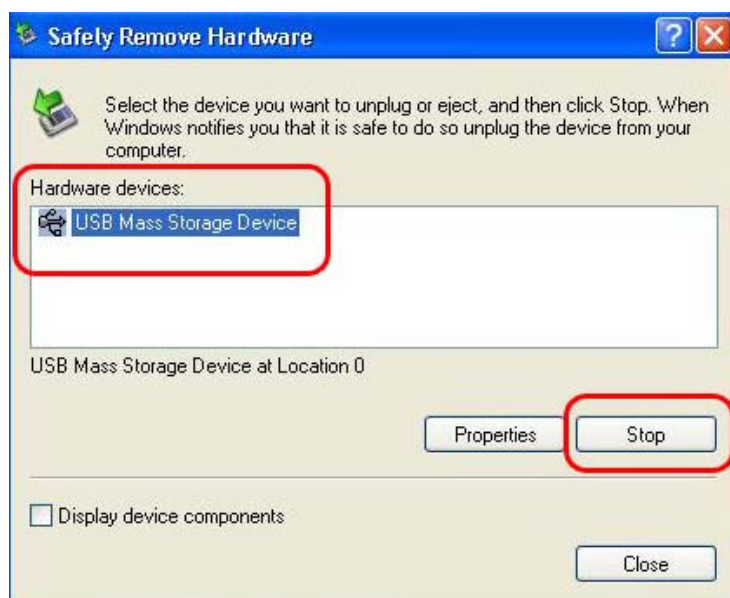 Safely Remove Hardware
Select the device you want to unplug or eject, and then click Stop. When
Windows notifies you that it is safe to do so unplug the device from your
computer.
Hardware devices:
USB Mass Storage Device
USB Mass Storage Device at Location 0
Properties
Stop
Display device components
Close